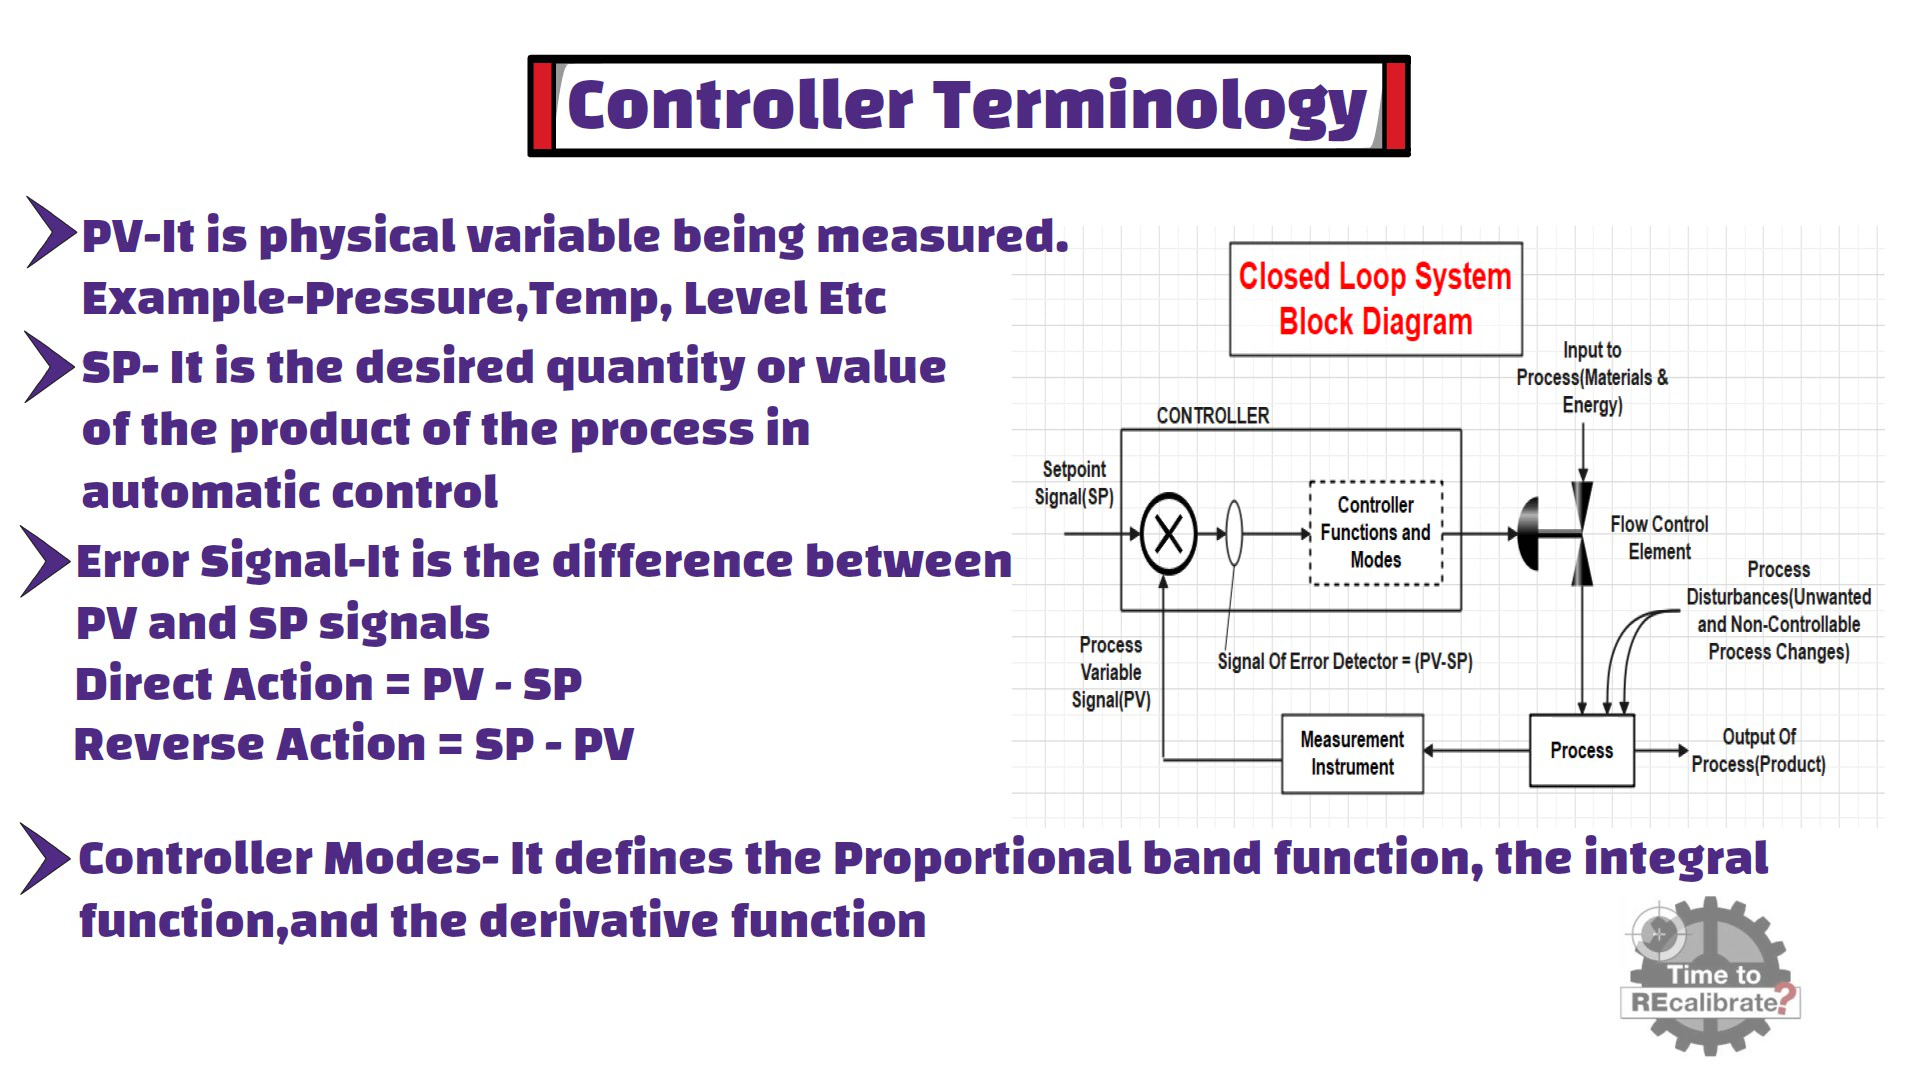 Controller Terminology
PV-It is physical variable being measured.
Example-Pressure,Temp, Level Etc
SP- It is the desired quantity or value
of the product of the process in
automatic control
Error Signal-It is the difference between
PV and SP signals
Direct Action = PV - SP
Reverse Action = SP - PV
Controller Modes- It defines the Proportional band function, the integral
function,and the derivative function
Closed Loop System
Block Diagram
Input to
Process(Materials &
Energy)
CONTROLLER
Setpoint
Signal(SP)
X
Controller
Functions and
Modes
Flow Control
Element
Process
Disturbances(Unwanted
and Non-Controllable
Process Changes)
Process
Variable
Signal(PV)
Signal Of Error Detector = (PV-SP)
Measurement
Instrument
Process
Output Of
Process(Product)
Time to
REcalibrate?